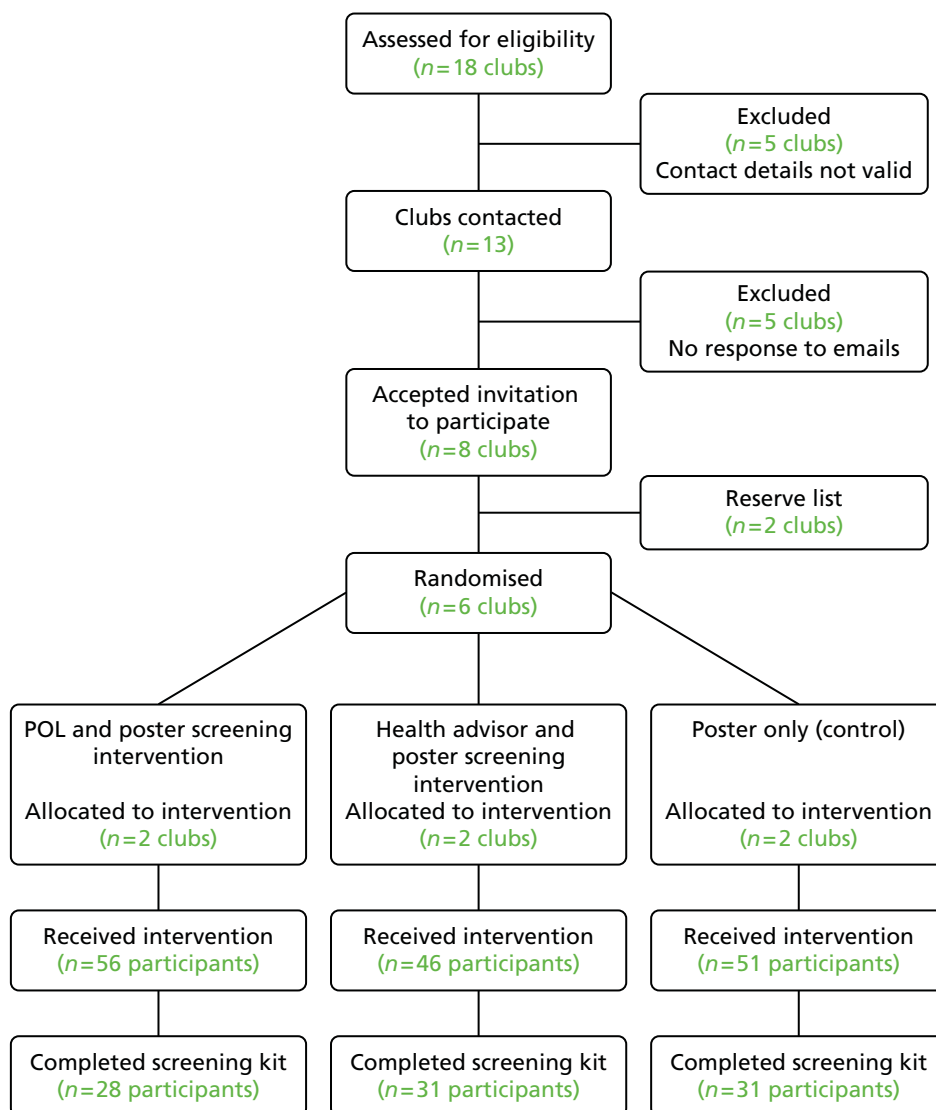 Assessed for eligibility
(n=18 clubs)
Excluded
(n=5 clubs)
Contact details not valid
Clubs contacted
(n=13)
Excluded
(n=5 clubs)
No response to emails
Accepted invitation
to participate
(n=8 clubs)
Reserve list
(n=2 clubs)
Randomised
(n=6 clubs)
POL and poster screening
intervention
Allocated to intervention
(n=2 clubs)
Health advisor and
poster screening
intervention
Allocated to intervention
(n=2 clubs)
Poster only (control)
Allocated to intervention
(n=2 clubs)
Received intervention
(n=56 participants)
Received intervention
(n=46 participants)
Received intervention
(n=51 participants)
Completed screening kit
(n=28 participants)
Completed screening kit
(n=31 participants)
Completed screening kit
(n=31 participants)